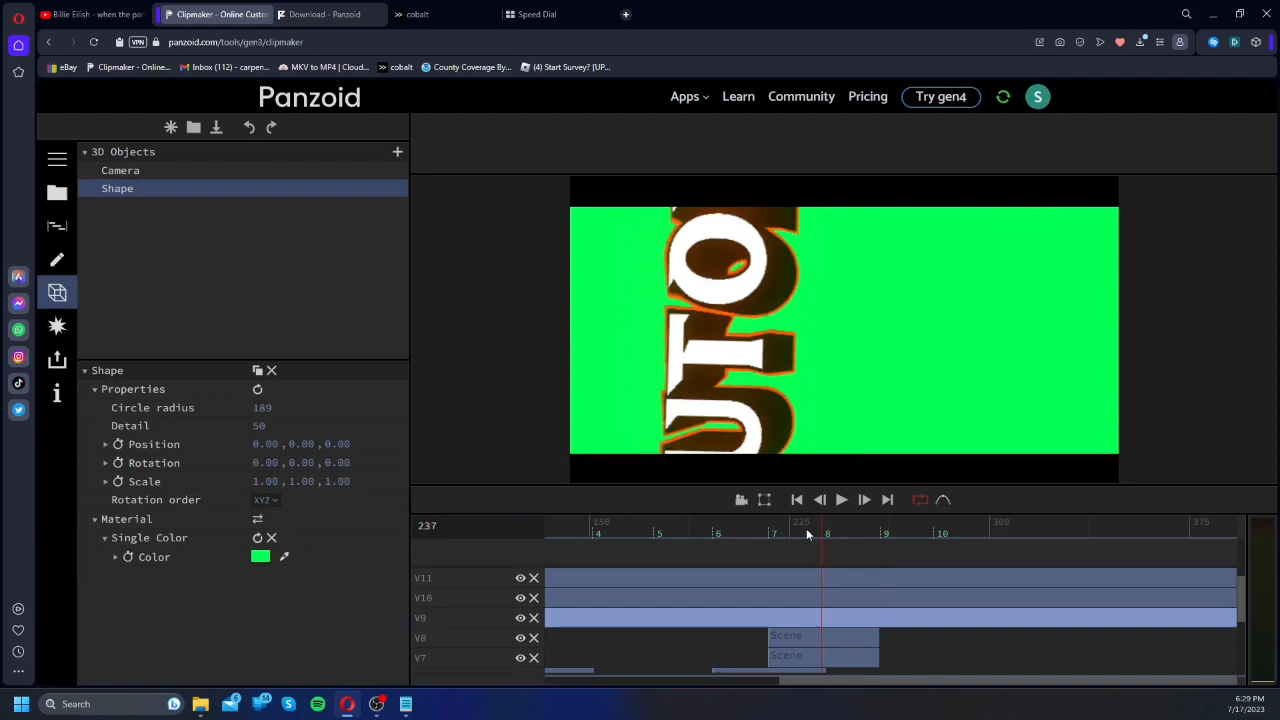 Billie Eilish - when the pa
Clipmaker - Online Custo
Download - Panzoid
cobalt
Speed Dial
VPN
panzoid.com/tools/gen3/clipmaker
eBay
Clipmaker - Online...
Inbox (112) - carpen...
MKV to MP4 | Cloud...
cobalt
County Coverage By...
(4) Start Survey? [UP...
Panzoid
Apps
Learn
Community
Pricing
Try gen4
S
3D Objects
Camera
Shape
UTO
Shape
Properties
Circle radius 189
Detail 50
Position 0.00,0.00,0.00
Rotation 0.00,0.00,0.00
Scale 1.00,1.00,1.00
Rotation order XYZ
Material
Single Color
Color
237
150 225 300 375
4 5 6 7 8 9 10
V11
V10
V9
V8 Scene
V7 Scene
Search
6:29 PM
7/17/2023